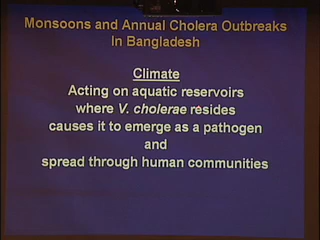 Monsoons and Annual Cholera Outbreaks
In Bangladesh
Climate
Acting on aquatic reservoirs
where V. cholerae resides
causes it to emerge as a pathogen
and
spread through human communities